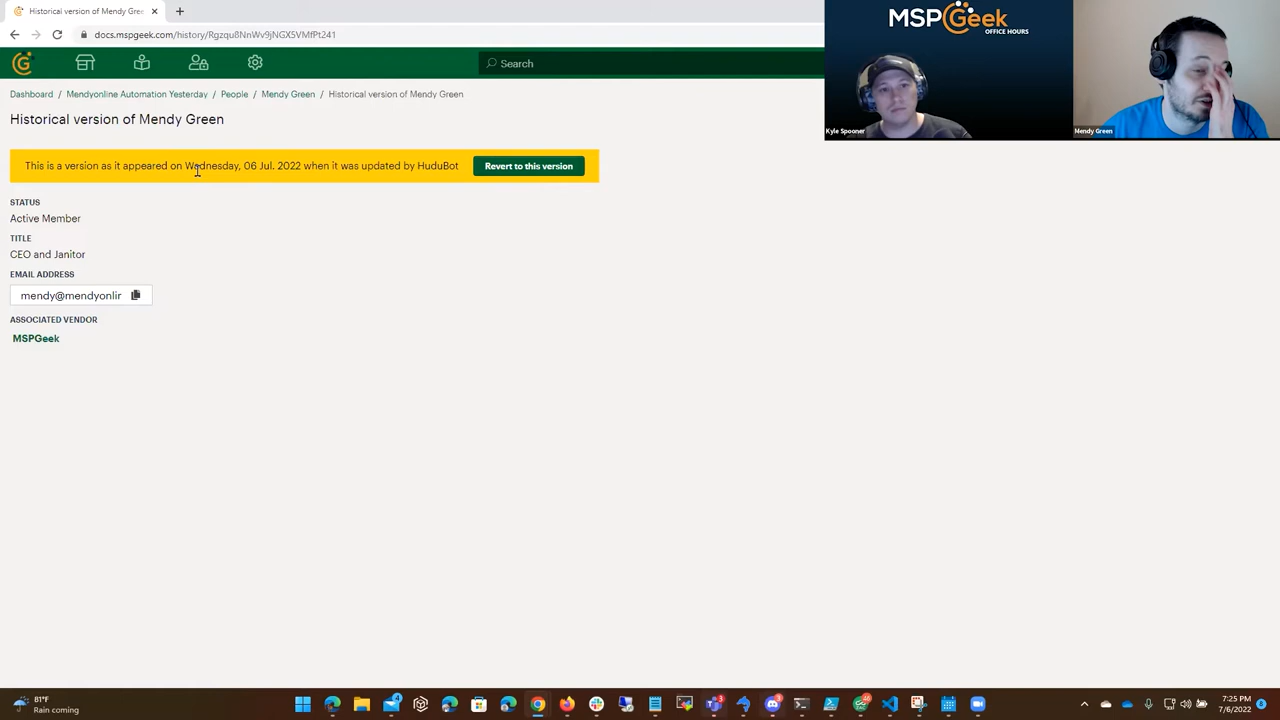 Historical version of Mendy Gree
docs.mspgeek.com/history/Rgzqu8NnWv9jNGX5VMfPt241
Search
Dashboard / Mendyonline Automation Yesterday / People / Mendy Green / Historical version of Mendy Green
Historical version of Mendy Green
This is a version as it appeared on Wednesday, 06 Jul. 2022 when it was updated by HuduBot
Revert to this version
STATUS
Active Member
TITLE
CEO and Janitor
EMAIL ADDRESS
mendy@mendyonlir
ASSOCIATED VENDOR
MSPGeek
MSPGeek
OFFICE HOURS
Kyle Spooner
Mendy Green
81°F
Rain coming
4
3
7:25 PM
7/6/2022